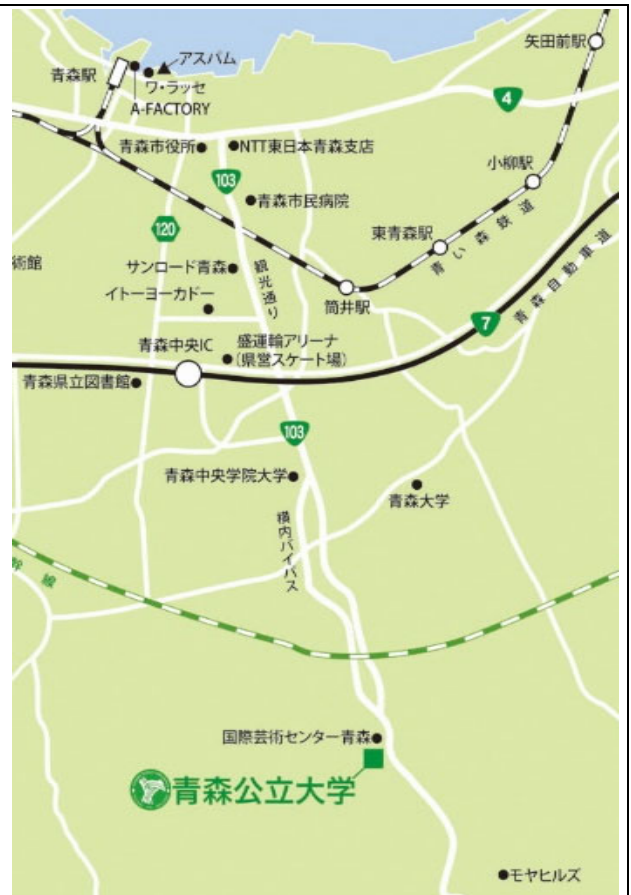 矢田前駅
アスパム
青森駅
ワ・ラッセ
A-FACTORY
4
青森市役所
NTT東日本青森支店
小柳駅
103
青森市民病院
120
東青森駅
青い森鉄道
術館
サンロード青森
観光通り
イトーヨーカドー
筒井駅
青森自動車道
7
青森中央IC
盛運輸アリーナ
(県営スケート場)
青森県立図書館
103
青森中央学院大学
青森大学
横内バイパス
幹線
国際芸術センター青森
青森公立大学
モヤヒルズ